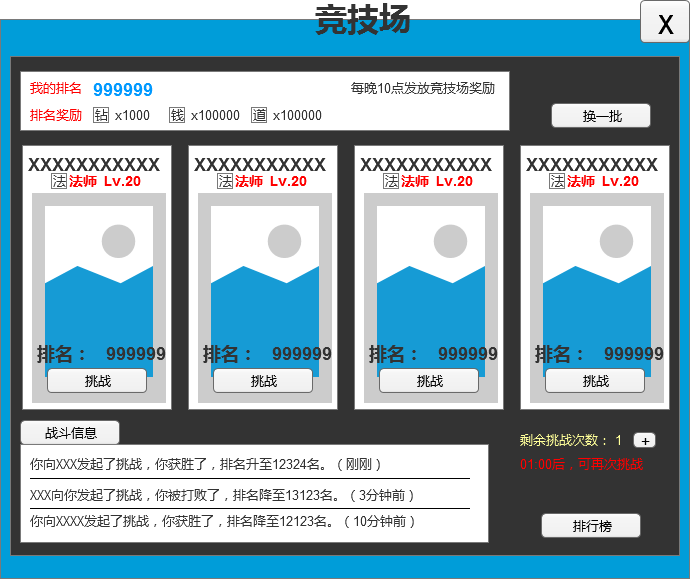 竞技场
X
我的排名 999999 每晚10点发放竞技场奖励
排名奖励 钻 x1000 钱 x100000 道 x100000
换一批
XXXXXXXXXXX XXXXXXXXXXX XXXXXXXXXXX XXXXXXXXXXX
法 法师 Lv.20 法 法师 Lv.20 法 法师 Lv.20 法 法师 Lv.20
排名： 999999 排名： 999999 排名： 999999 排名： 999999
挑战 挑战 挑战 挑战
战斗信息
你向XXX发起了挑战，你获胜了，排名升至12324名。（刚刚）
XXX向你发起了挑战，你被打败了，排名降至13123名。（3分钟前）
你向XXXX发起了挑战，你获胜了，排名降至12123名。（10分钟前）
剩余挑战次数： 1 +
01:00后，可再次挑战
排行榜